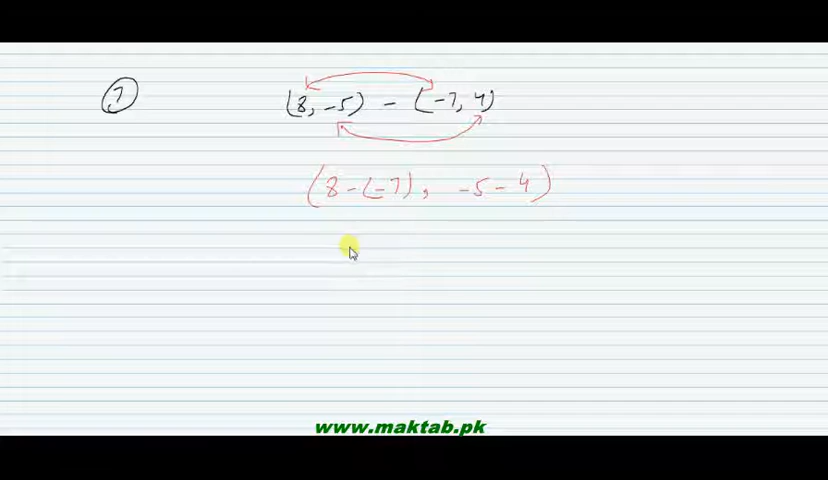 7
(8, -5) - (-7, 4)
(8 - (-7), -5 - 4)
www.maktab.pk